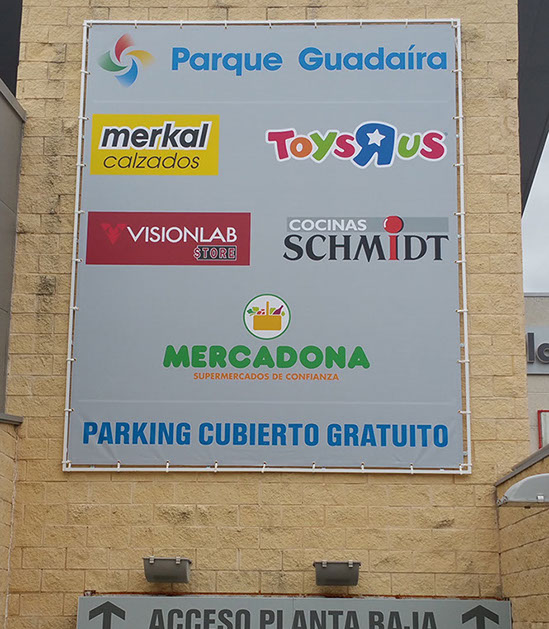 Parque Guadaíra
merkal
calzados
ToysRus
VISIONLAB
STORE
COCINAS
SCHMIDT
MERCADONA
SUPERMERCADOS DE CONFIANZA
PARKING CUBIERTO GRATUITO
ACCESO PLANTA BAJA